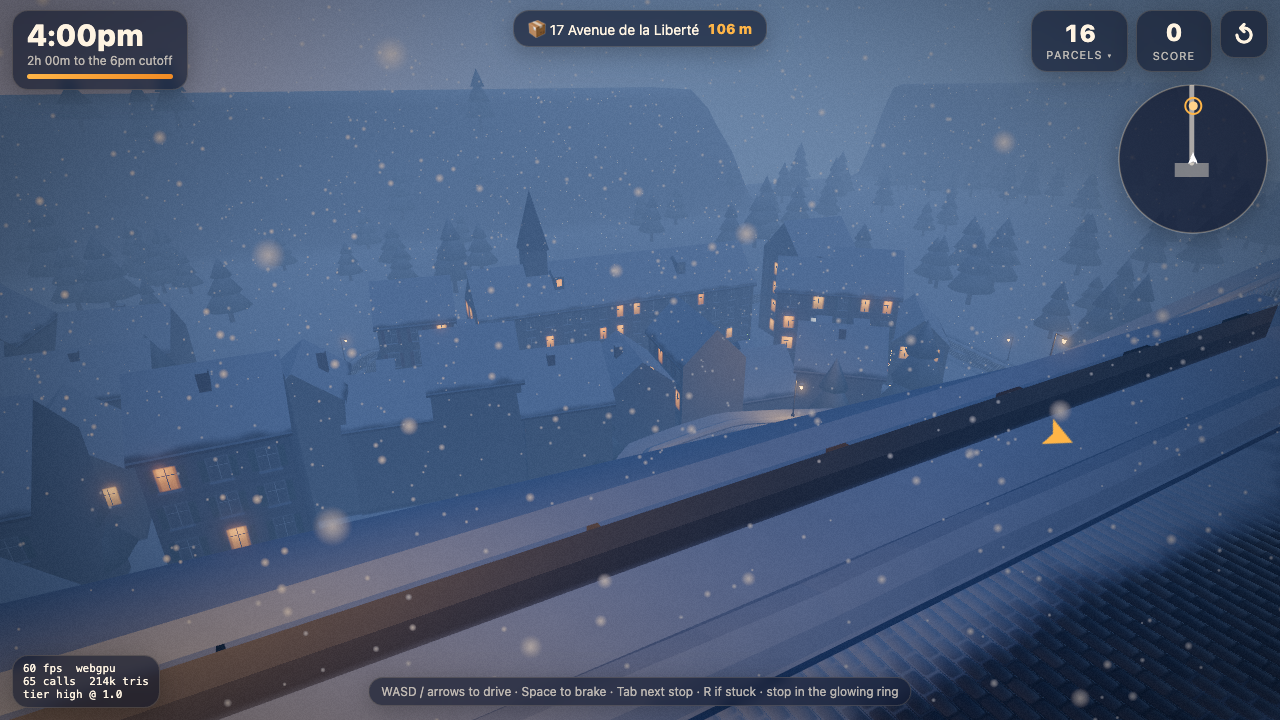 4:00pm
2h 00m to the 6pm cutoff
17 Avenue de la Liberté 106 m
16
PARCELS
0
SCORE
60 fps webgpu
65 calls 214k tris
tier high @ 1.0
WASD / arrows to drive · Space to brake · Tab next stop · R if stuck · stop in the glowing ring